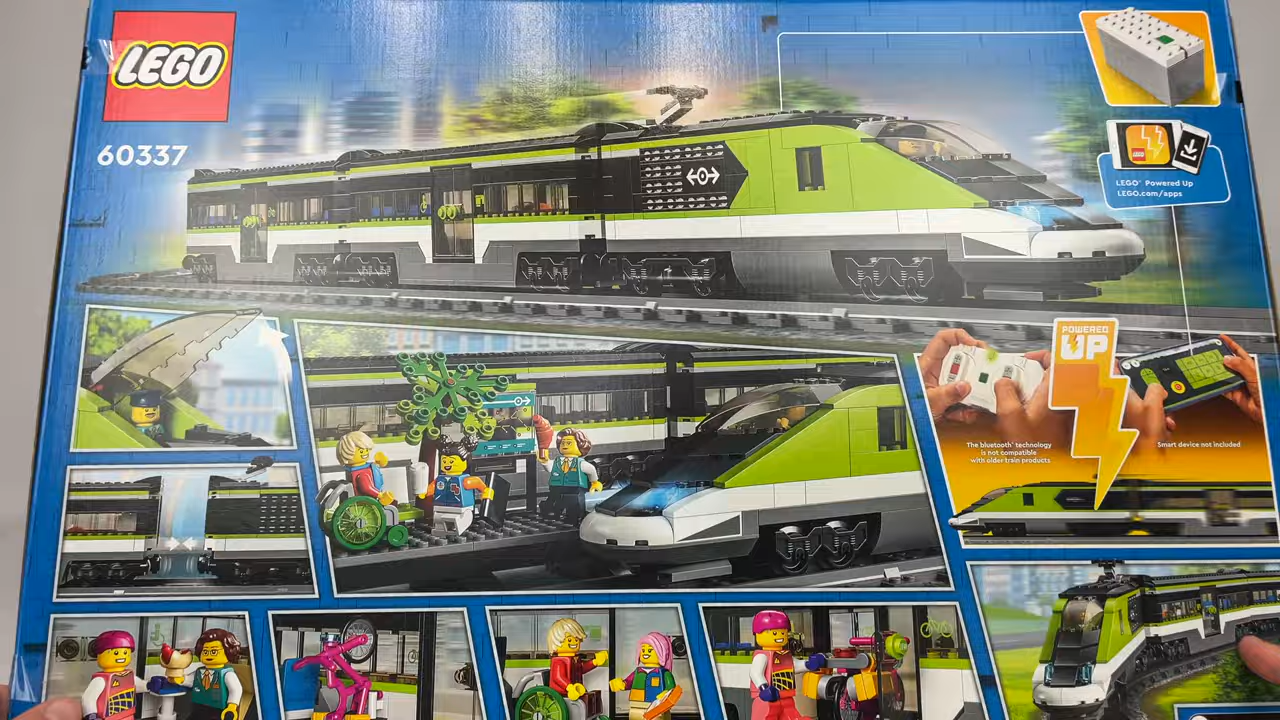 LEGO
60337
LEGO® Powered Up
LEGO.com/apps
POWERED
UP
The bluetooth® technology
is not compatible
with older train products
Smart device not included